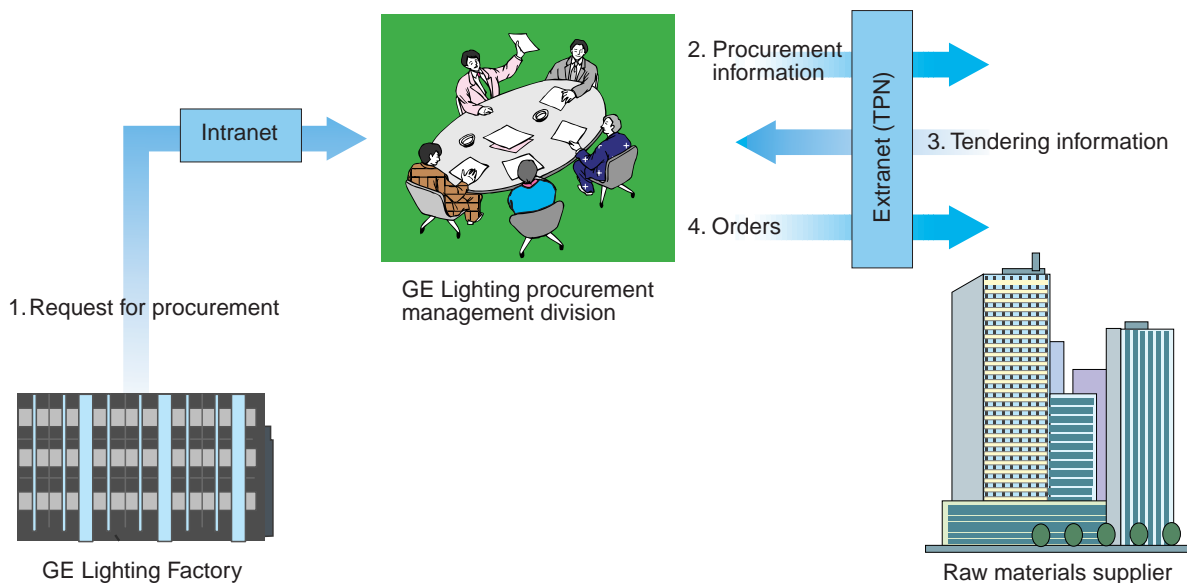 2. Procurement
information
Intranet
Extranet (TPN)
3. Tendering information
4. Orders
GE Lighting procurement
management division
1. Request for procurement
GE Lighting Factory
Raw materials supplier